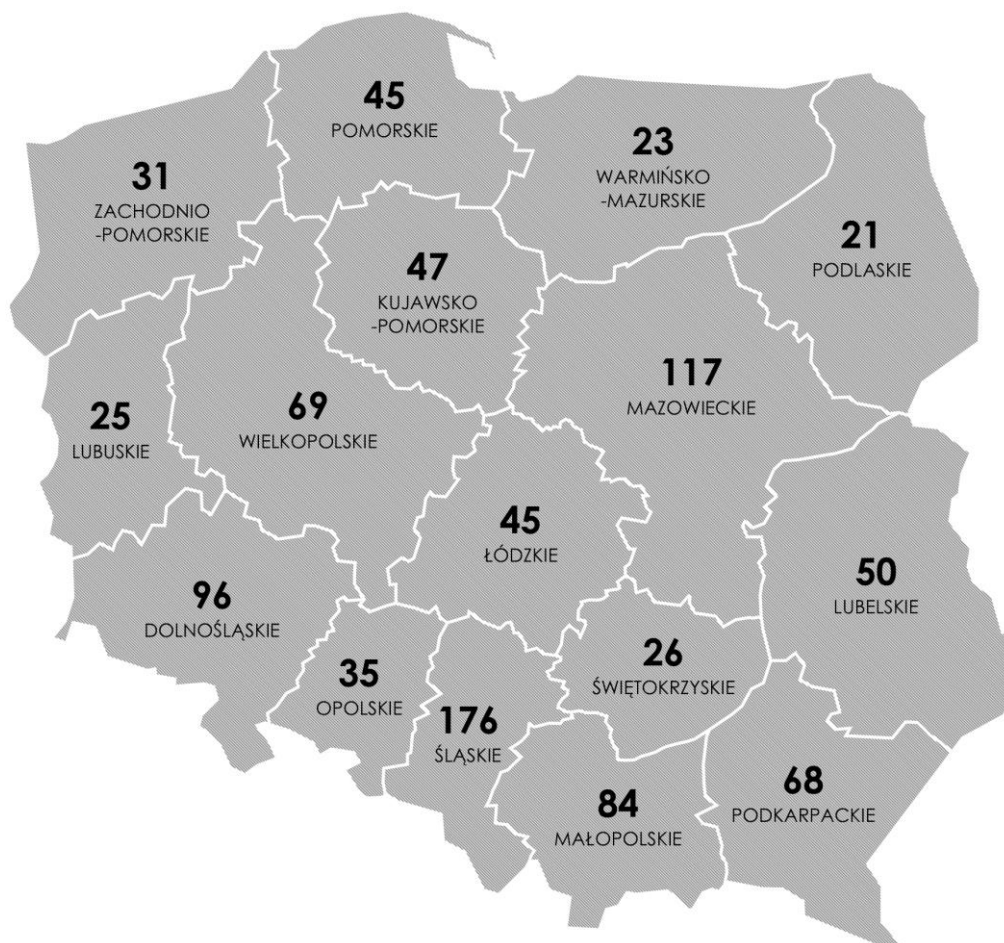 45
POMORSKIE
23
WARMIŃSKO
-MAZURSKIE
31
ZACHODNIO
-POMORSKIE
21
PODLASKIE
47
KUJAWSKO
-POMORSKIE
117
MAZOWIECKIE
69
WIELKOPOLSKIE
25
LUBUSKIE
45
ŁÓDZKIE
50
LUBELSKIE
96
DOLNOŚLĄSKIE
26
ŚWIĘTOKRZYSKIE
35
OPOLSKIE
176
ŚLĄSKIE
68
PODKARPACKIE
84
MAŁOPOLSKIE